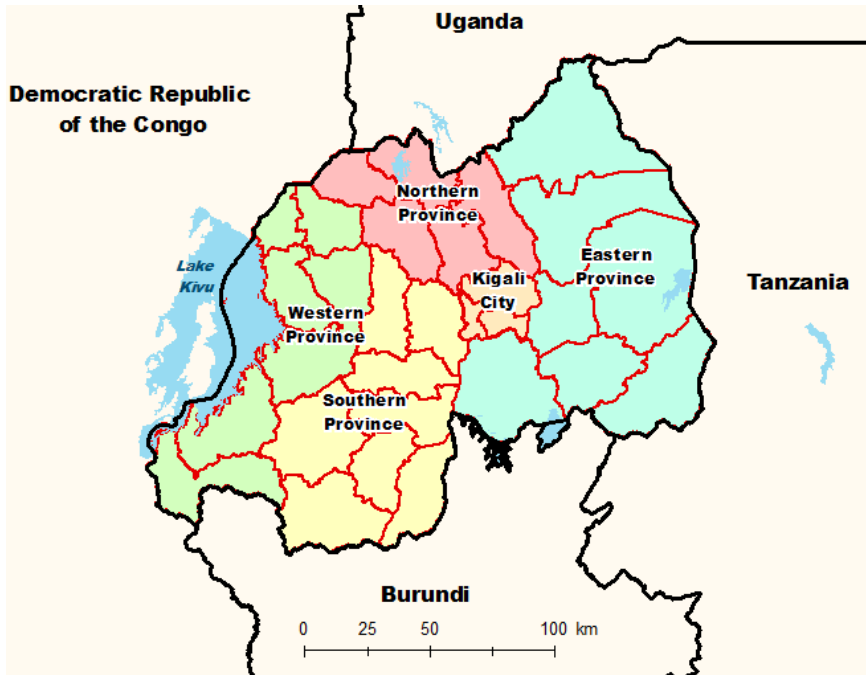 Uganda
Democratic Republic
of the Congo
Northern
Province
Lake
Kivu
Kigali
City
Eastern
Province
Tanzania
Western
Province
Southern
Province
Burundi
0 25 50 100 km